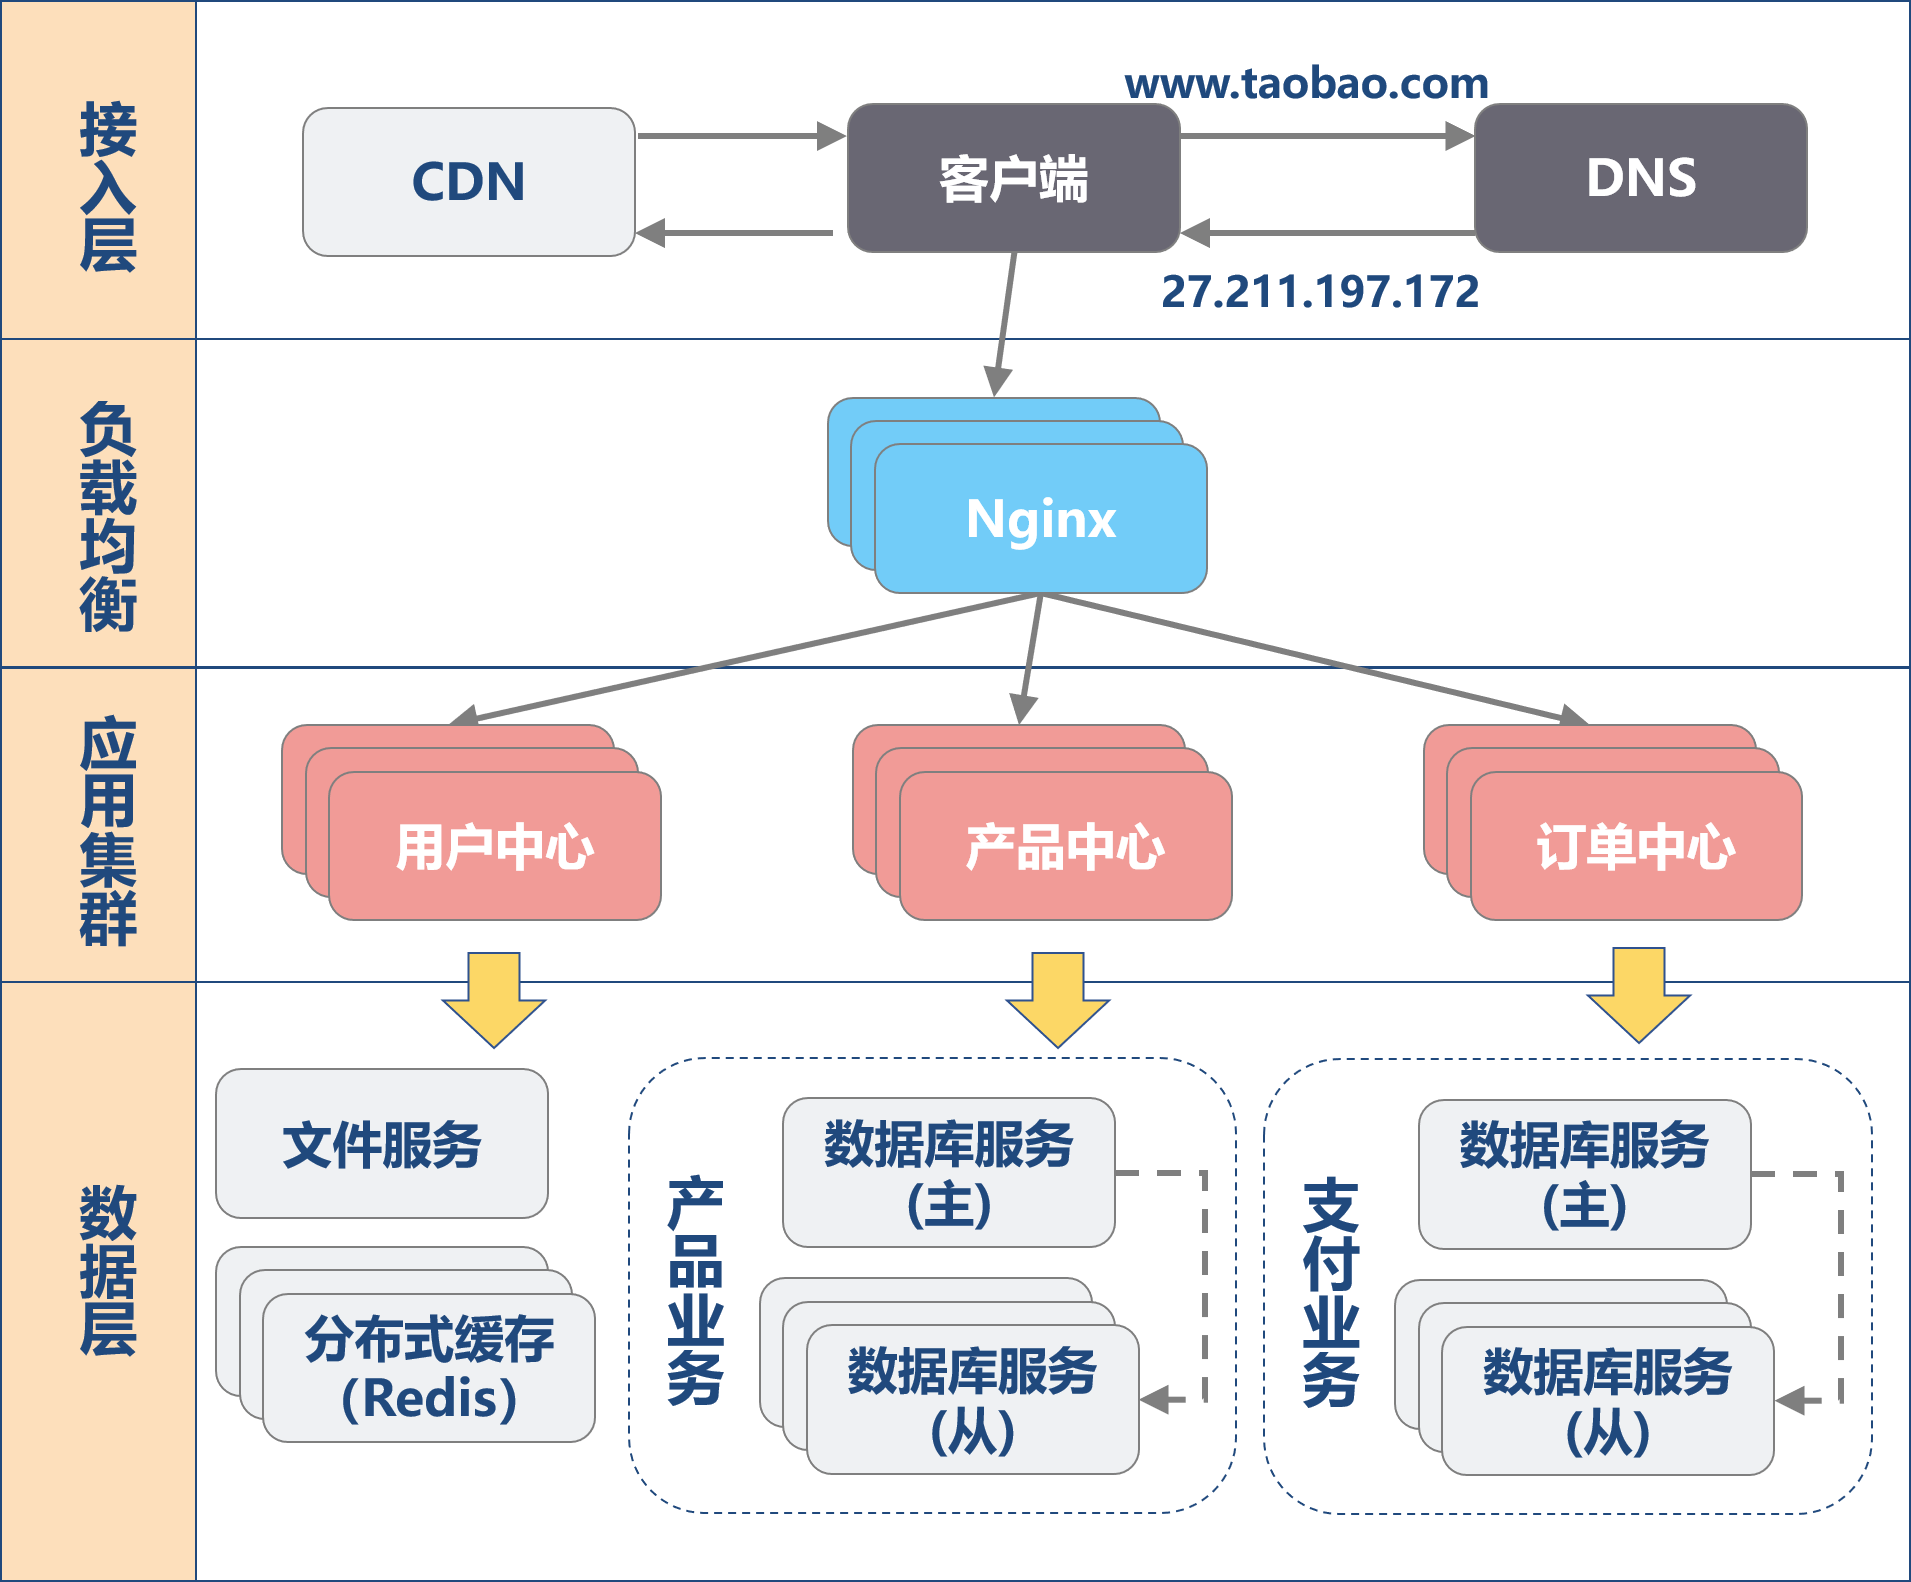 接入层
www.taobao.com
CDN
客户端
DNS
27.211.197.172
负载均衡
Nginx
应用集群
用户中心
产品中心
订单中心
数据层
文件服务
分布式缓存
（Redis）
产品业务
数据库服务
(主)
数据库服务
(从)
支付业务
数据库服务
(主)
数据库服务
(从)